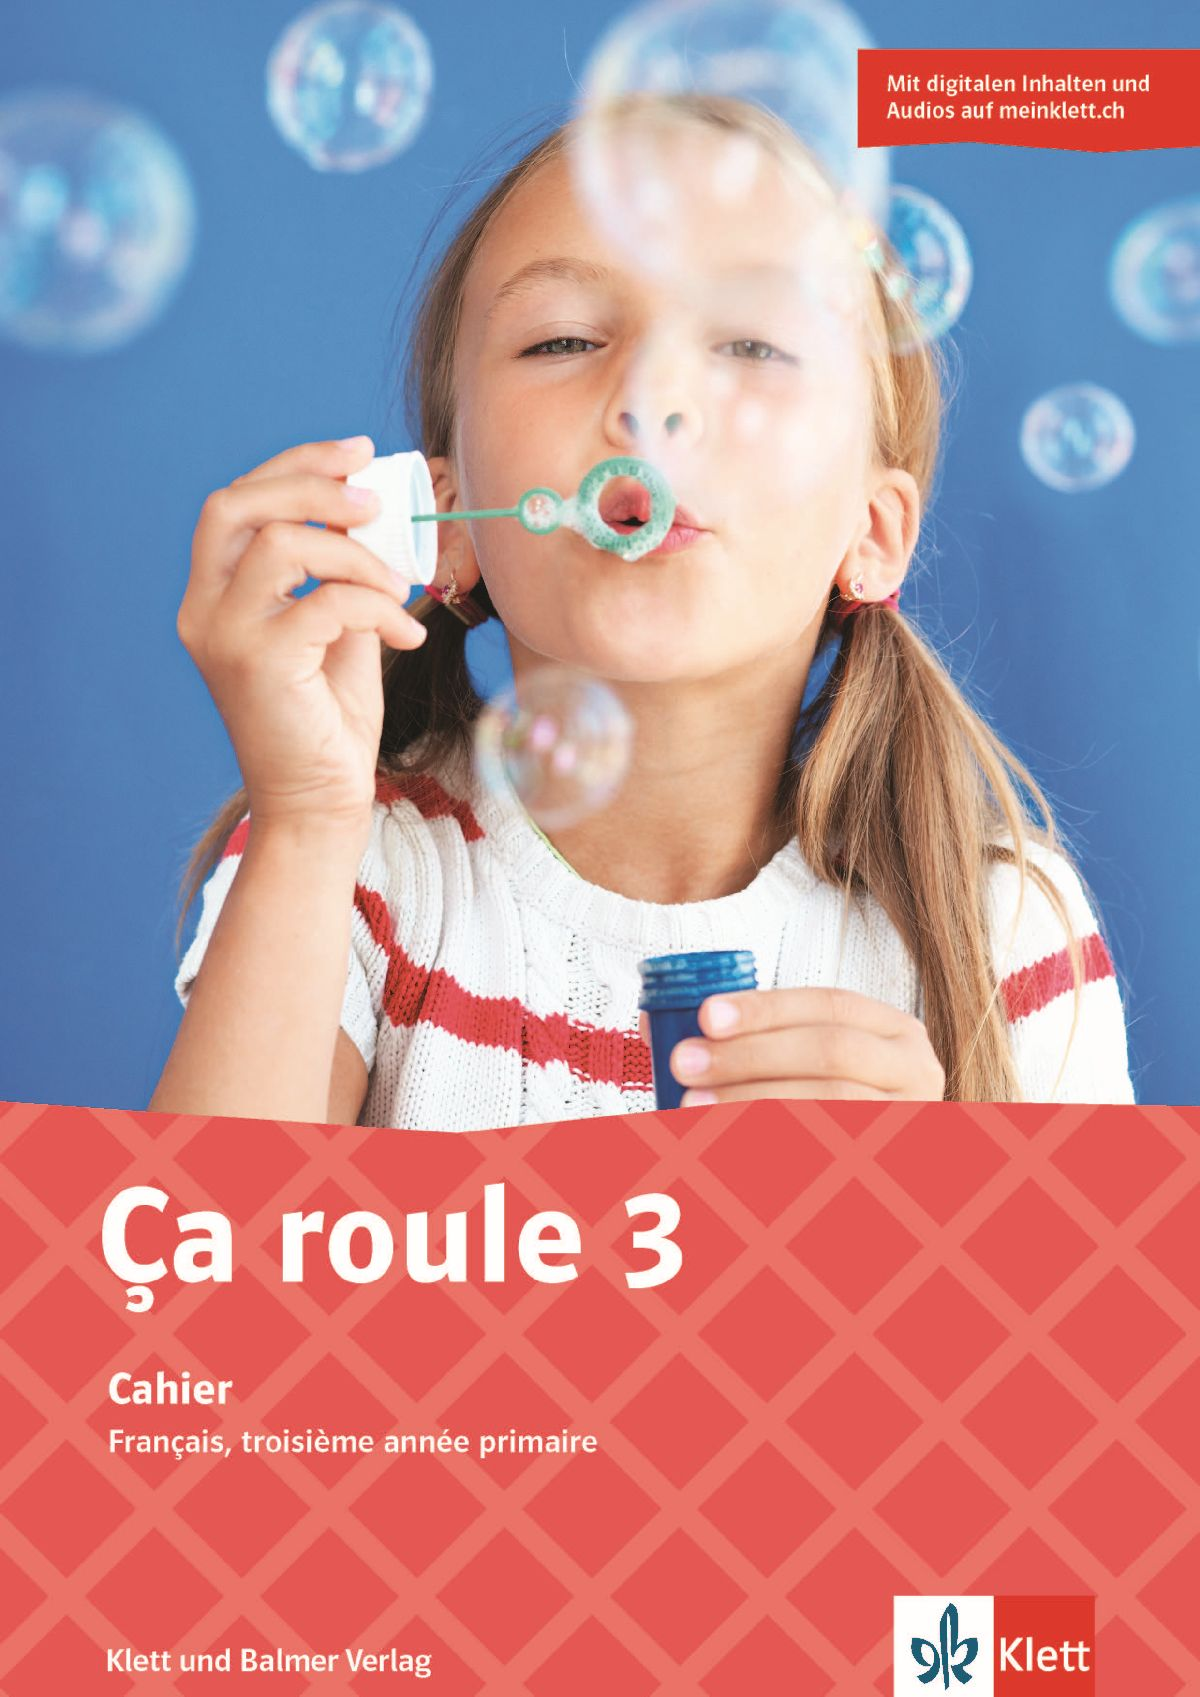 Mit digitalen Inhalten und
Audios auf meinklett.ch
Ça roule 3
Cahier
Français, troisième année primaire
Klett und Balmer Verlag
Klett